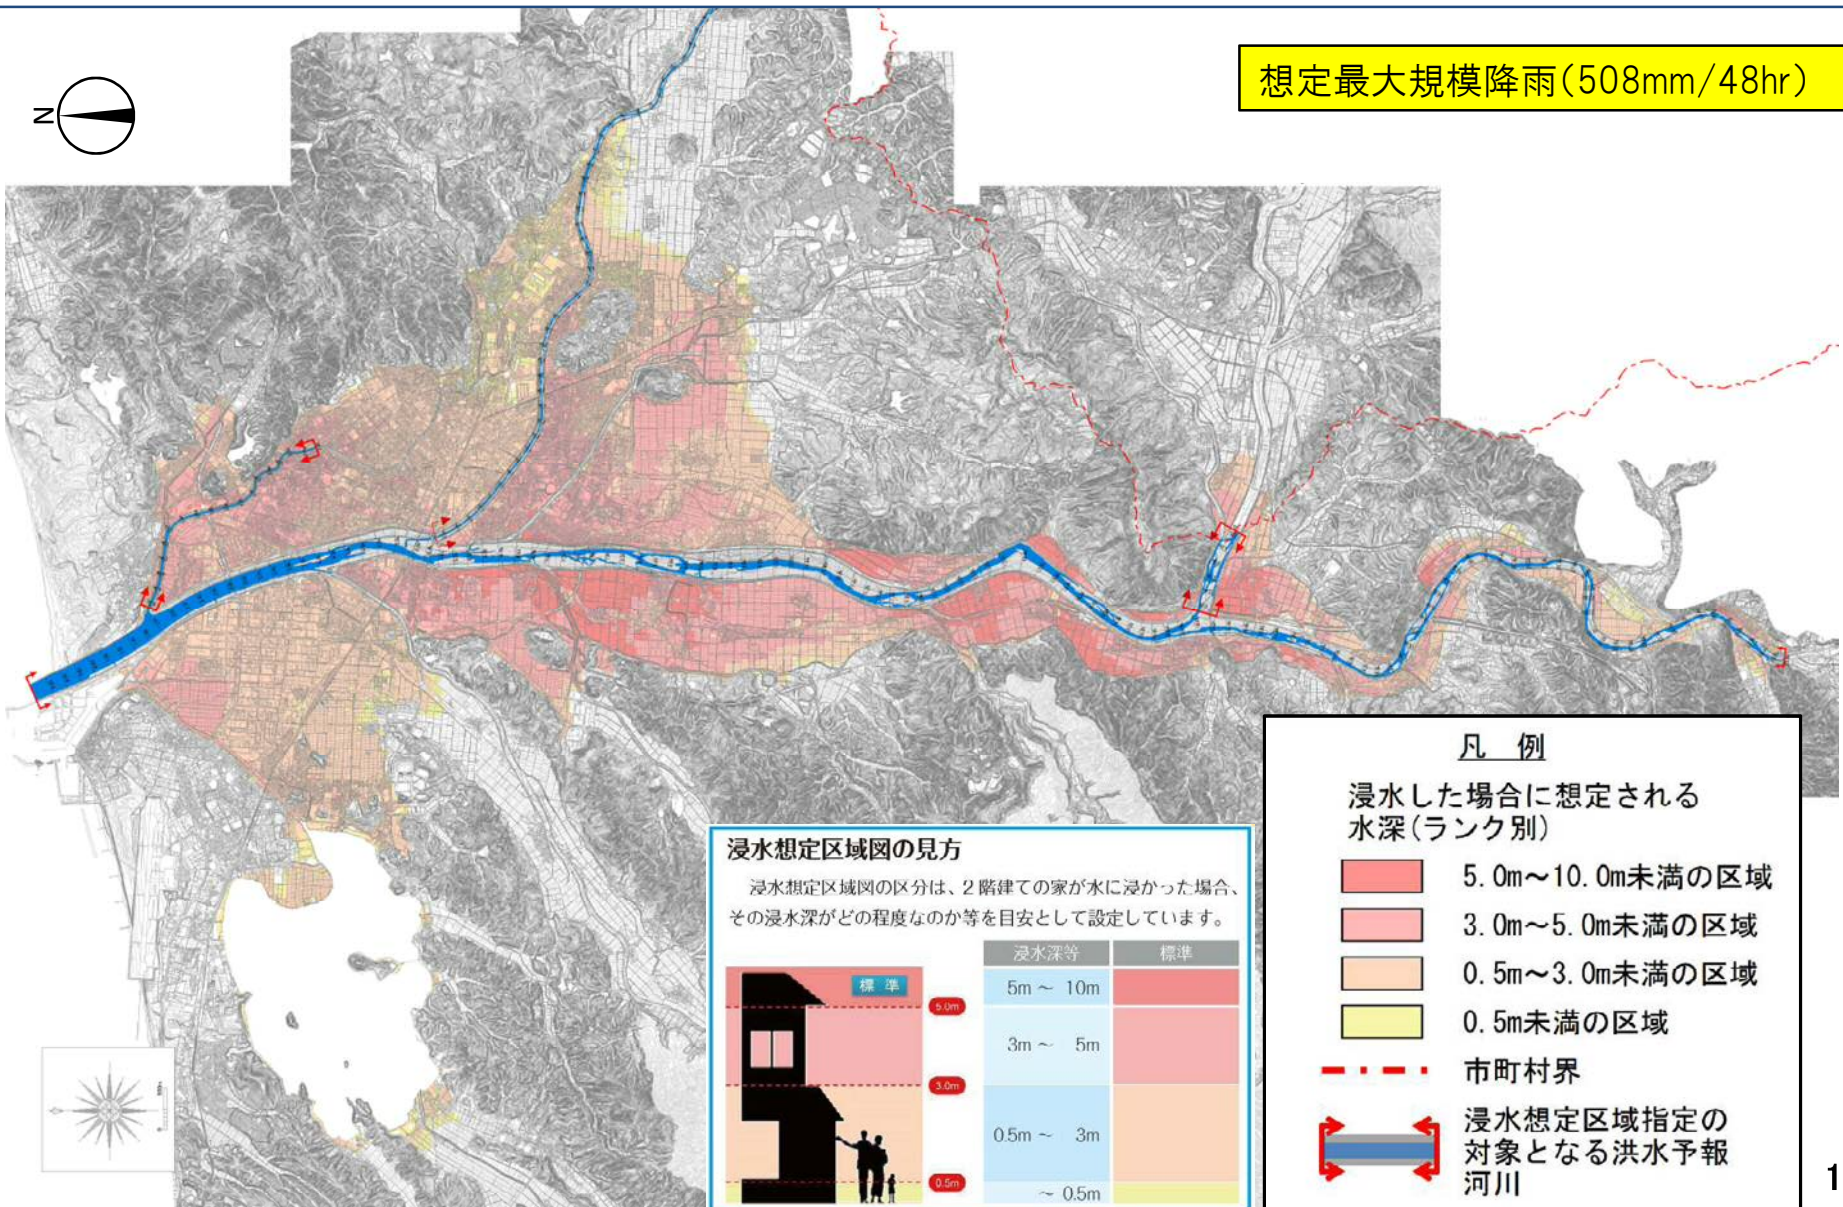 N
想定最大規模降雨(508mm/48hr)
浸水想定区域図の見方
浸水想定区域図の区分は、2階建ての家が水に浸かった場合、
その浸水深がどの程度なのか等を目安として設定しています。
標準
5.0m
3.0m
0.5m
浸水深等 標準
5m ～ 10m
3m ～ 5m
0.5m ～ 3m
～ 0.5m
凡 例
浸水した場合に想定される
水深(ランク別)
5.0m～10.0m未満の区域
3.0m～5.0m未満の区域
0.5m～3.0m未満の区域
0.5m未満の区域
市町村界
浸水想定区域指定の
対象となる洪水予報
河川
1